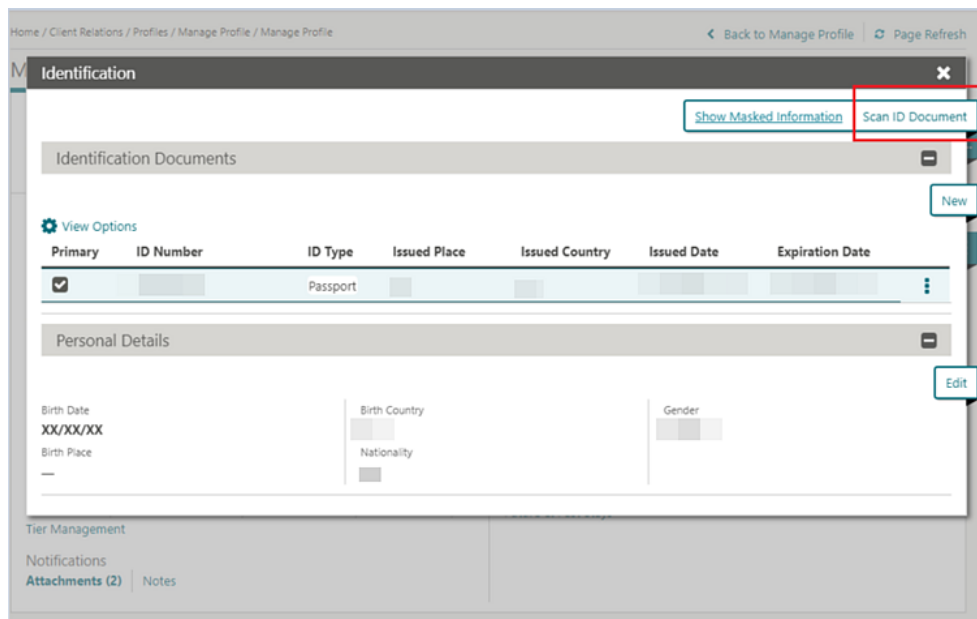 Home / Client Relations / Profiles / Manage Profile / Manage Profile
Back to Manage Profile
Page Refresh
M
Identification
Show Masked Information
Scan ID Document
Identification Documents
New
View Options
Primary ID Number ID Type Issued Place Issued Country Issued Date Expiration Date
Passport
Personal Details
Edit
Birth Date Birth Country Gender
XX/XX/XX
Birth Place Nationality
—
Tier Management
Notifications
Attachments (2) Notes